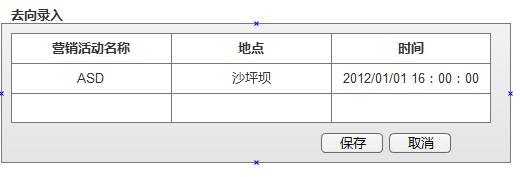 去向录入
营销活动名称 地点 时间
ASD 沙坪坝 2012/01/01 16：00：00
保存 取消